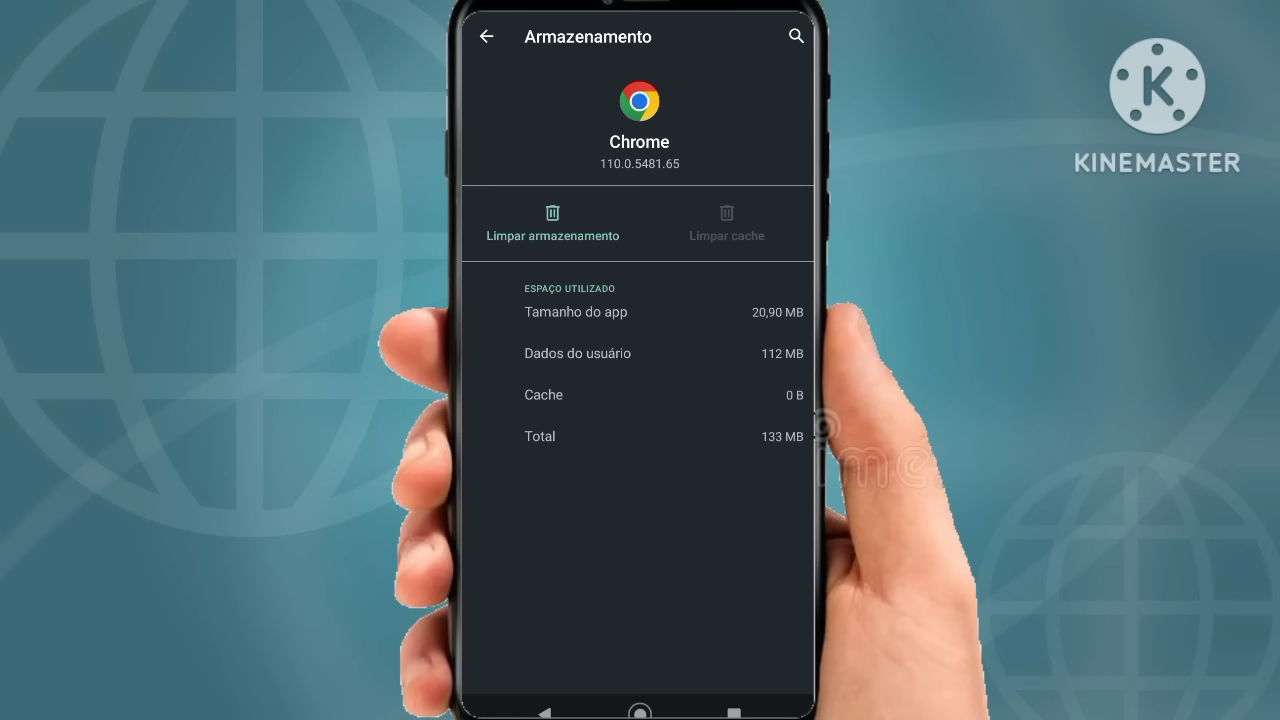 Armazenamento
Chrome
110.0.5481.65
Limpar armazenamento
Limpar cache
ESPAÇO UTILIZADO
Tamanho do app 20,90 MB
Dados do usuário 112 MB
Cache 0 B
Total 133 MB
K
KINEMASTER